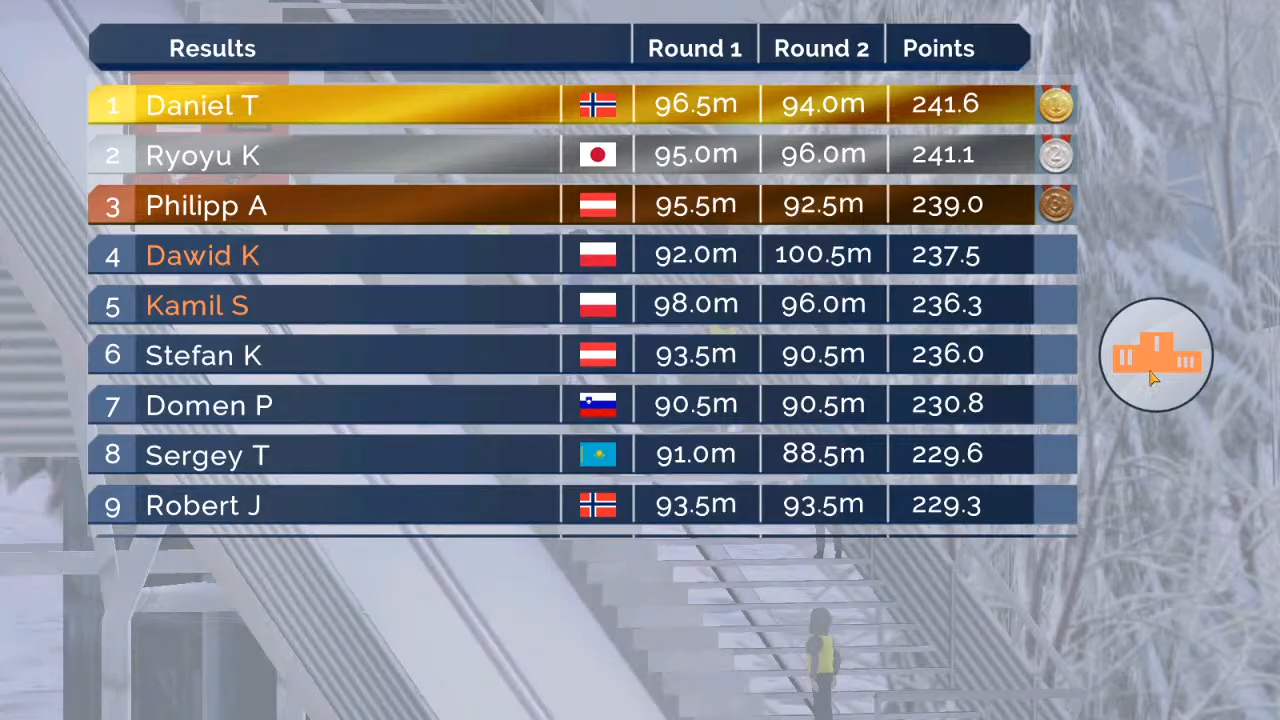 Results Round 1 Round 2 Points
1 Daniel T 96.5m 94.0m 241.6
2 Ryoyu K 95.0m 96.0m 241.1
3 Philipp A 95.5m 92.5m 239.0
4 Dawid K 92.0m 100.5m 237.5
5 Kamil S 98.0m 96.0m 236.3
6 Stefan K 93.5m 90.5m 236.0
7 Domen P 90.5m 90.5m 230.8
8 Sergey T 91.0m 88.5m 229.6
9 Robert J 93.5m 93.5m 229.3